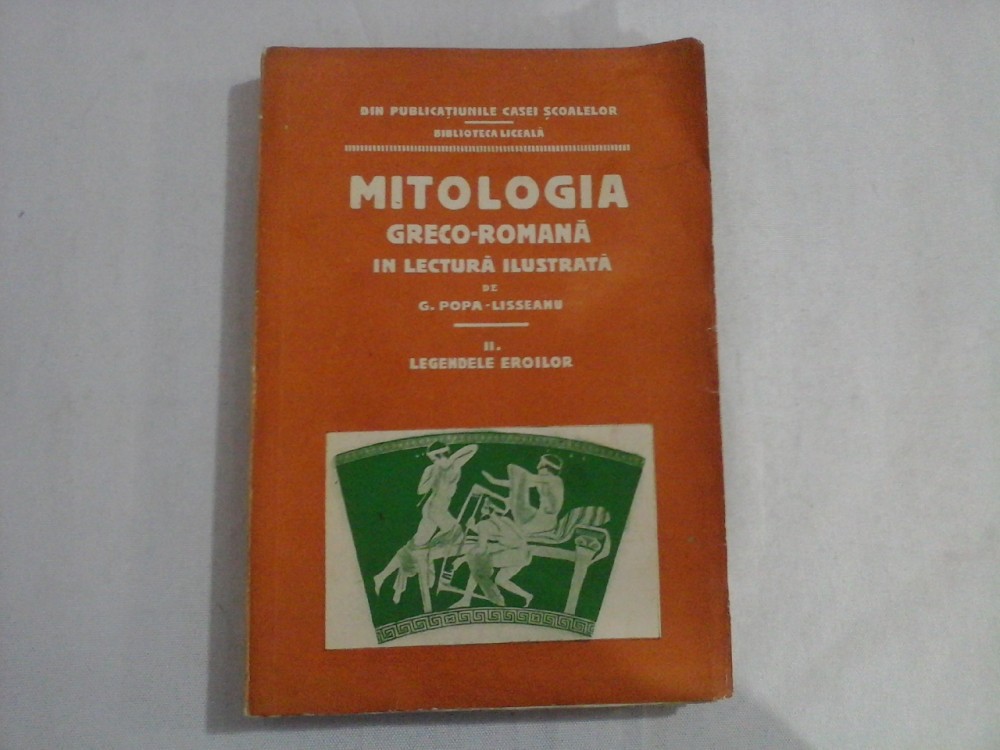 DIN PUBLICAȚIUNILE CASEI ȘCOALELOR
BIBLIOTECA LICEALĂ
MITOLOGIA
GRECO-ROMANĂ
IN LECTURĂ ILUSTRATĂ
DE
G. POPA-LISSEANU
II.
LEGENDELE EROILOR